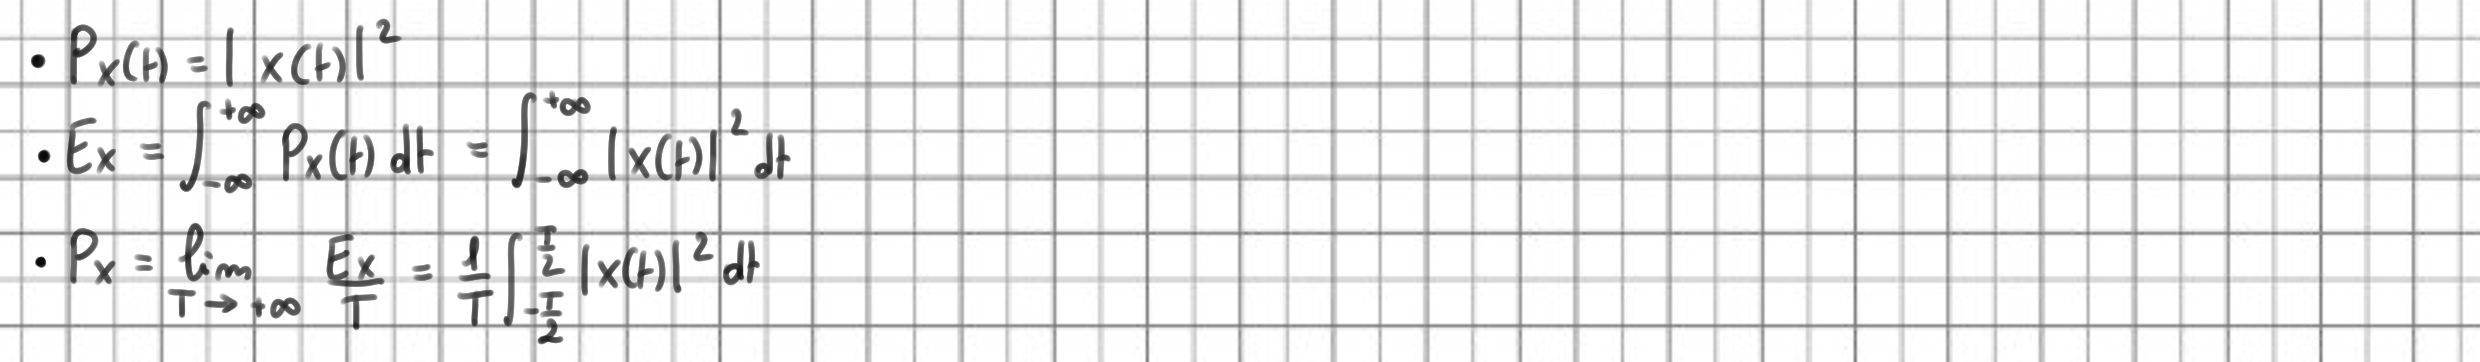 • Px(t) = |x(t)|²
• Ex = ∫_{-∞}^{+∞} Px(t) dt = ∫_{-∞}^{+∞} |x(t)|² dt
• Px = lim_{T→+∞} Ex/T = 1/T ∫_{-T/2}^{T/2} |x(t)|² dt